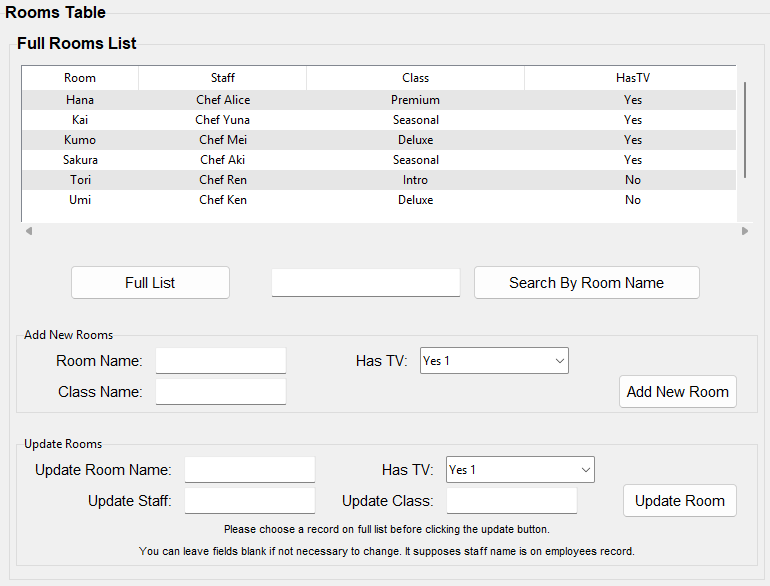 Rooms Table
Full Rooms List
Room Staff Class HasTV
Hana Chef Alice Premium Yes
Kai Chef Yuna Seasonal Yes
Kumo Chef Mei Deluxe Yes
Sakura Chef Aki Seasonal Yes
Tori Chef Ren Intro No
Umi Chef Ken Deluxe No
Full List Search By Room Name
Add New Rooms
Room Name: Has TV: Yes 1
Class Name: Add New Room
Update Rooms
Update Room Name: Has TV: Yes 1
Update Staff: Update Class: Update Room
Please choose a record on full list before clicking the update button.
You can leave fields blank if not necessary to change. It supposes staff name is on employees record.